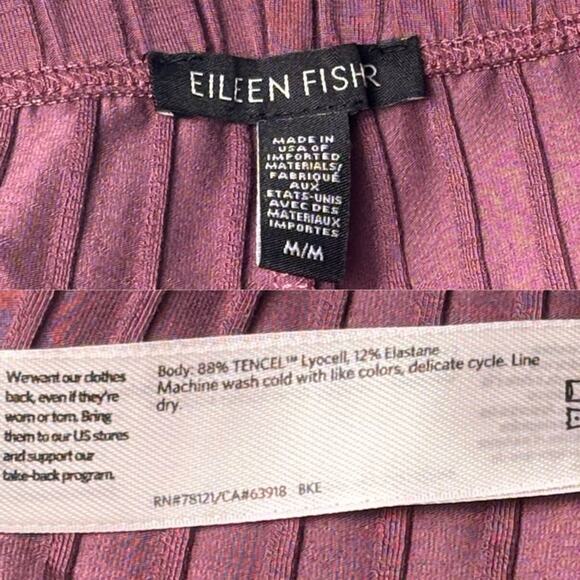 EILEEN FISHR
MADE IN
USA OF
IMPORTED
MATERIALS/
FABRIQUÉ
AUX
ETATS-UNIS
AVEC DES
MATERIAUX
IMPORTES
M/M
We want our clothes
back, even if they're
worn or torn. Bring
them to our US stores
and support our
take-back program.
Body: 88% TENCEL™ Lyocell, 12% Elastane
Machine wash cold with like colors, delicate cycle. Line
dry.
RN#78121/CA#63918 BKE